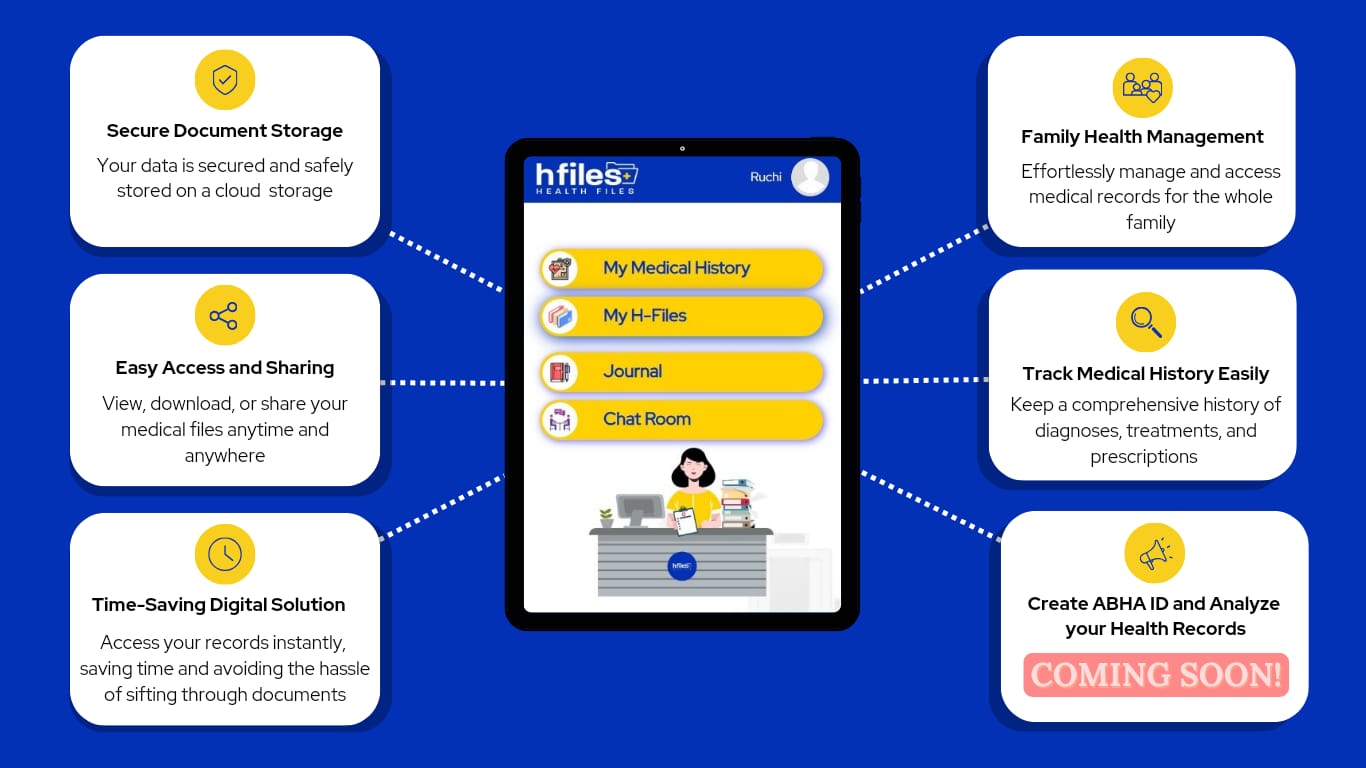 Secure Document Storage
Your data is secured and safely
stored on a cloud storage
Easy Access and Sharing
View, download, or share your
medical files anytime and
anywhere
Time-Saving Digital Solution
Access your records instantly,
saving time and avoiding the hassle
of sifting through documents
hfiles
HEALTH FILES
Ruchi
My Medical History
My H-Files
Journal
Chat Room
hfiles
Family Health Management
Effortlessly manage and access
medical records for the whole
family
Track Medical History Easily
Keep a comprehensive history of
diagnoses, treatments, and
prescriptions
Create ABHA ID and Analyze
your Health Records
COMING SOON!